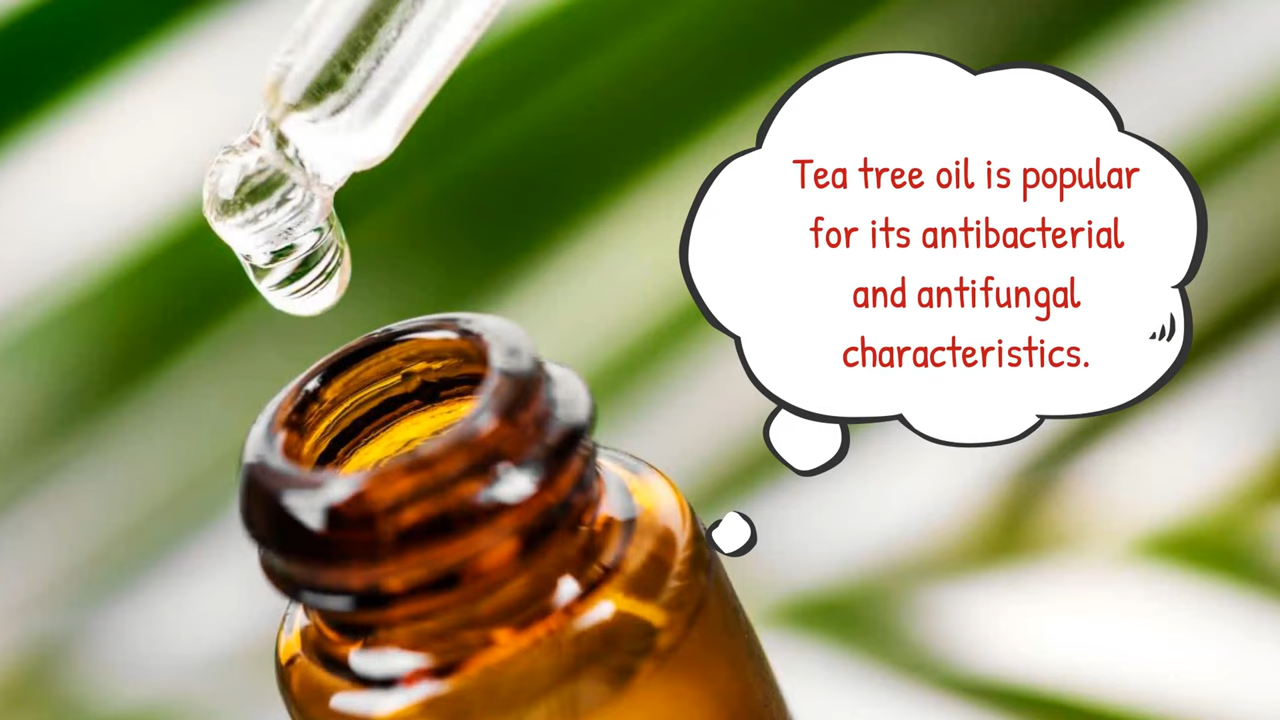 Tea tree oil is popular
for its antibacterial
and antifungal
characteristics.